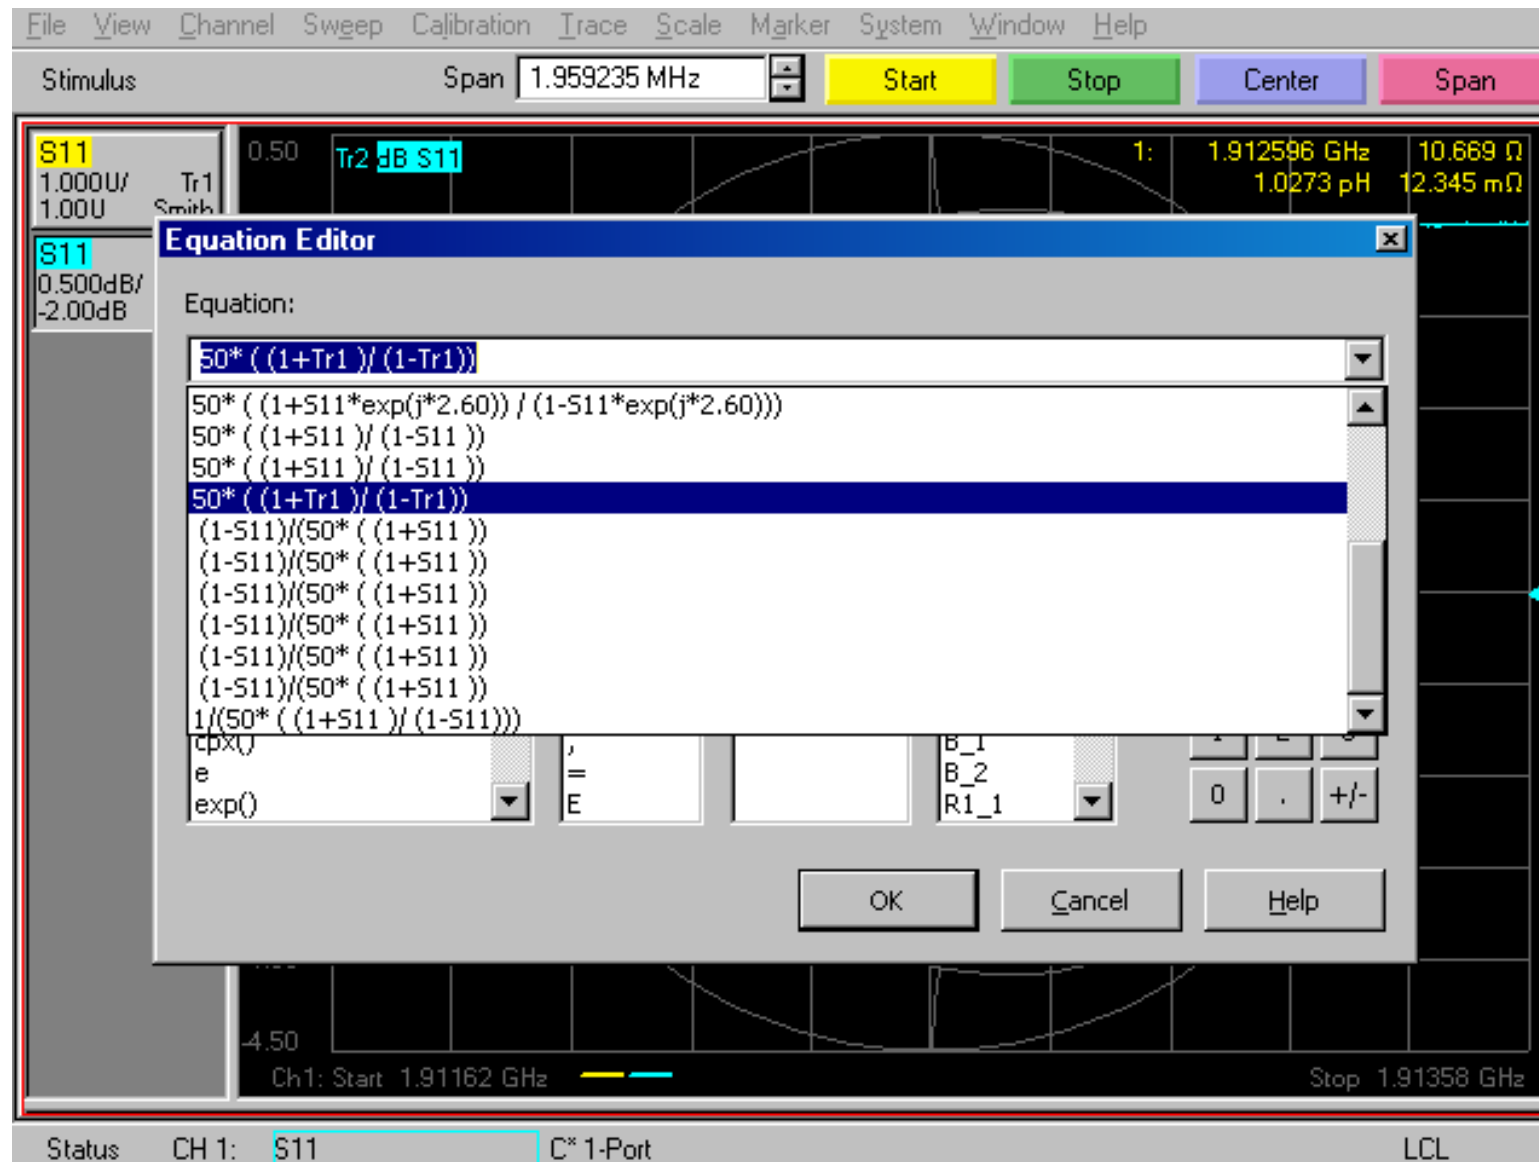 File View Channel Sweep Calibration Trace Scale Marker System Window Help
Stimulus Span 1.959235 MHz Start Stop Center Span
S11
1.000U/ Tr1
1.00U Smith
S11
0.500dB/
-2.00dB
0.50 Tr2 dB S11
1: 1.912596 GHz 10.669 Ω
1.0273 pH 12.345 mΩ
Equation Editor
Equation:
50* ( (1+Tr1 )/ (1-Tr1))
50* ( (1+S11*exp(j*2.60)) / (1-S11*exp(j*2.60)))
50* ( (1+S11 )/ (1-S11 ))
50* ( (1+S11 )/ (1-S11 ))
50* ( (1+Tr1 )/ (1-Tr1))
(1-S11)/(50* ( (1+S11 ))
(1-S11)/(50* ( (1+S11 ))
(1-S11)/(50* ( (1+S11 ))
(1-S11)/(50* ( (1+S11 ))
(1-S11)/(50* ( (1+S11 ))
(1-S11)/(50* ( (1+S11 ))
1/(50* ( (1+S11 )/ (1-S11)))
cpx() , B_1
e = B_2
exp() E R1_1 0 . +/-
OK Cancel Help
-4.50
Ch1: Start 1.91162 GHz Stop 1.91358 GHz
Status CH 1: S11 C* 1-Port LCL